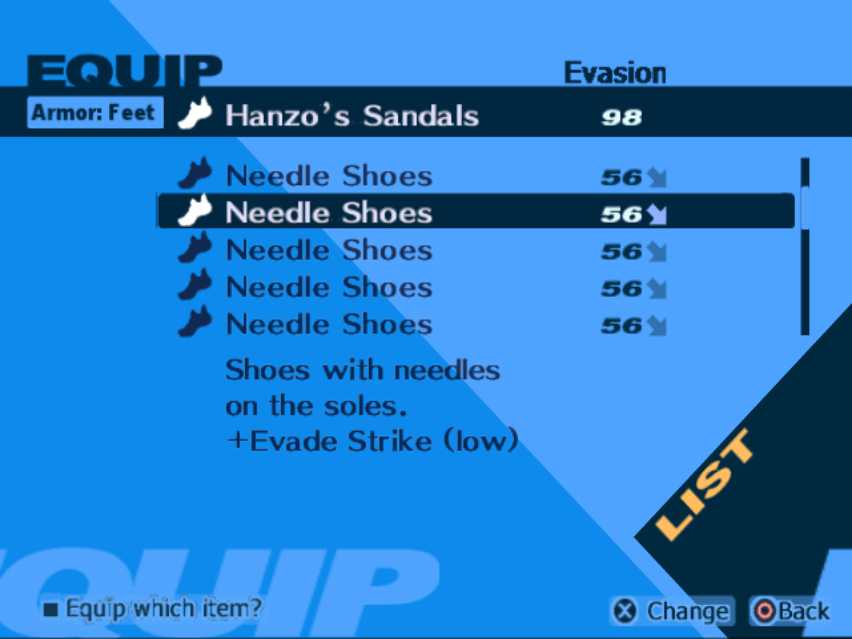 EQUIP
Evasion
Armor: Feet Hanzo's Sandals 98
Needle Shoes 56
Needle Shoes 56
Needle Shoes 56
Needle Shoes 56
Needle Shoes 56
Shoes with needles
on the soles.
+Evade Strike (low)
LIST
EQUIP
Equip which item? Change Back